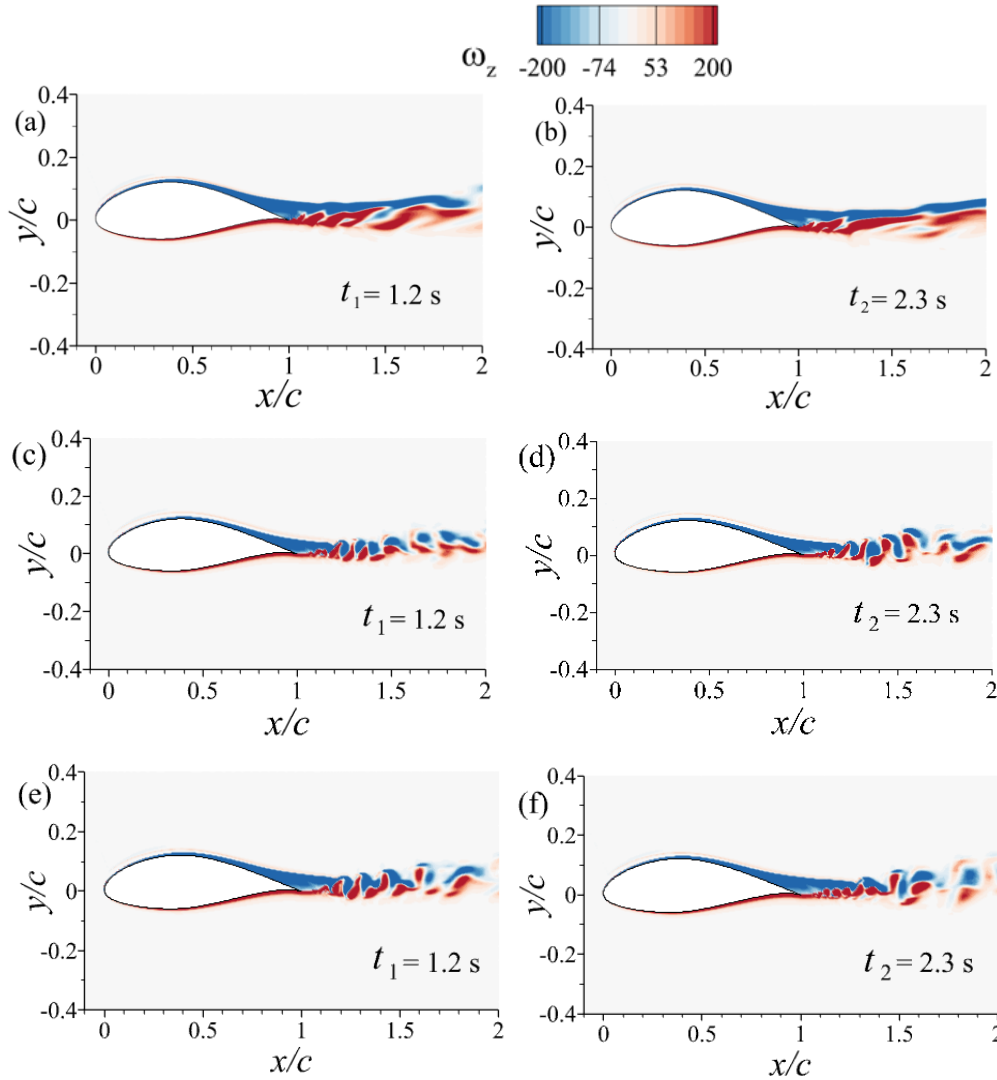 ω_z -200 -74 53 200
(a) (b)
0.4 0.4
0.2 0.2
y/c 0 y/c 0
-0.2 t₁ = 1.2 s -0.2 t₂ = 2.3 s
-0.4 -0.4
0 0.5 1 1.5 2 0 0.5 1 1.5 2
x/c x/c
(c) (d)
0.4 0.4
0.2 0.2
y/c 0 y/c 0
-0.2 t₁ = 1.2 s -0.2 t₂ = 2.3 s
-0.4 -0.4
0 0.5 1 1.5 2 0 0.5 1 1.5 2
x/c x/c
(e) (f)
0.4 0.4
0.2 0.2
y/c 0 y/c 0
-0.2 t₁ = 1.2 s -0.2 t₂ = 2.3 s
-0.4 -0.4
0 0.5 1 1.5 2 0 0.5 1 1.5 2
x/c x/c